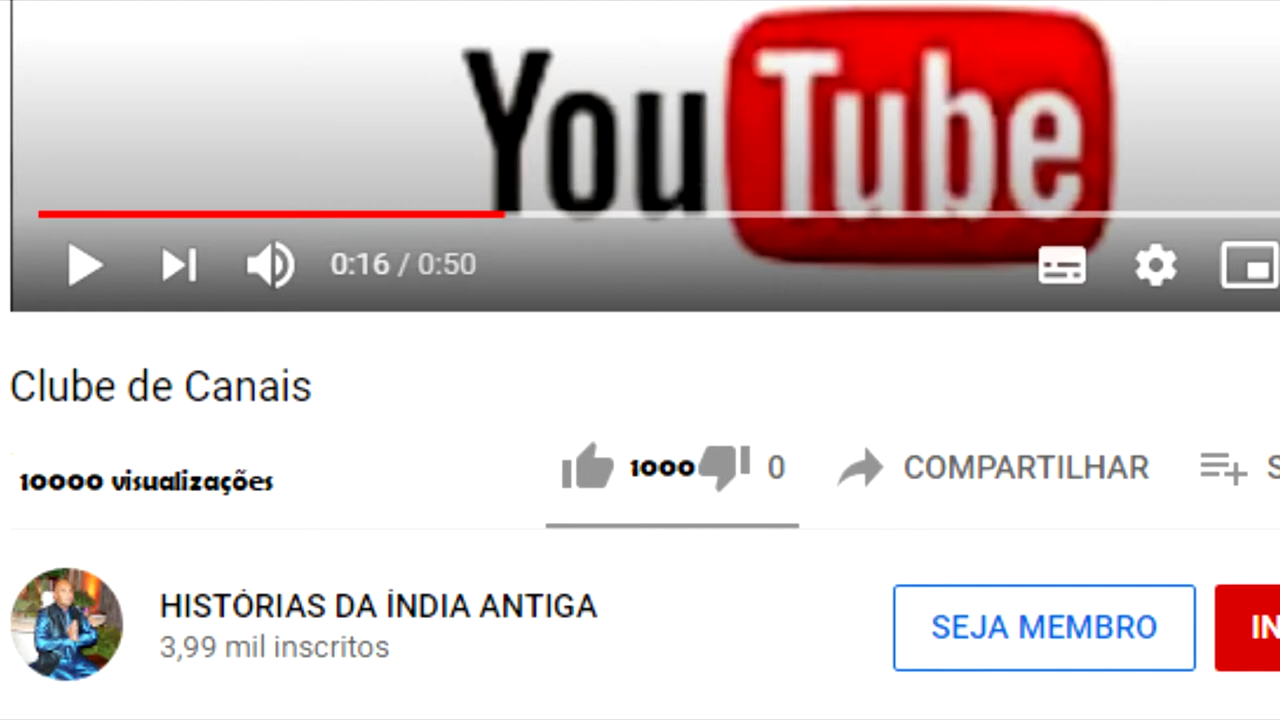 YouTube
0:16 / 0:50
Clube de Canais
10000 visualizações
1000 0 COMPARTILHAR S
HISTÓRIAS DA ÍNDIA ANTIGA
3,99 mil inscritos
SEJA MEMBRO
IN